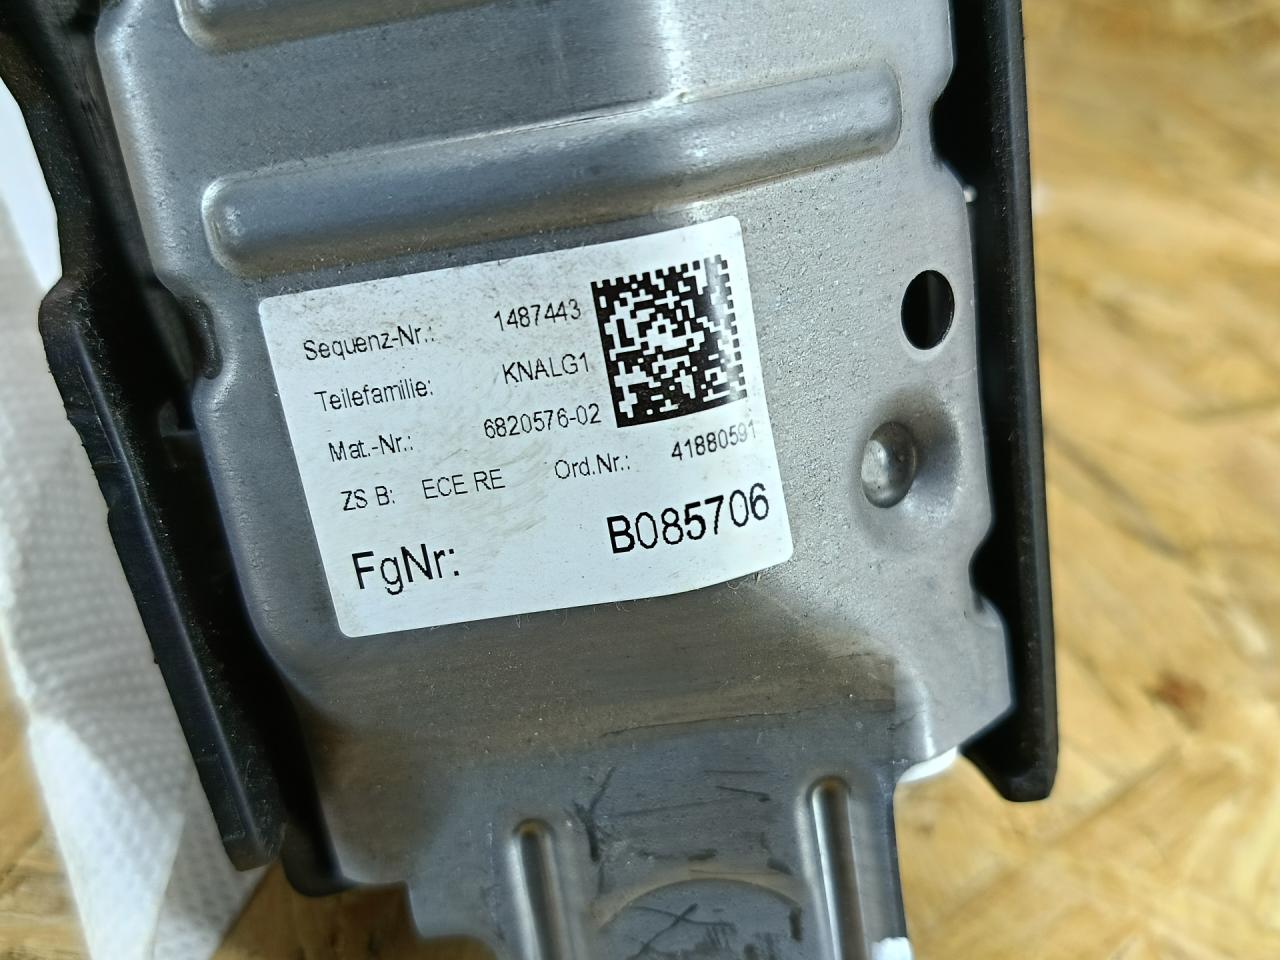 Sequenz-Nr.: 1487443
Teilefamilie: KNALG1
Mat.-Nr.: 6820576-02
ZS B: ECE RE Ord.Nr.: 41880591
FgNr: B085706